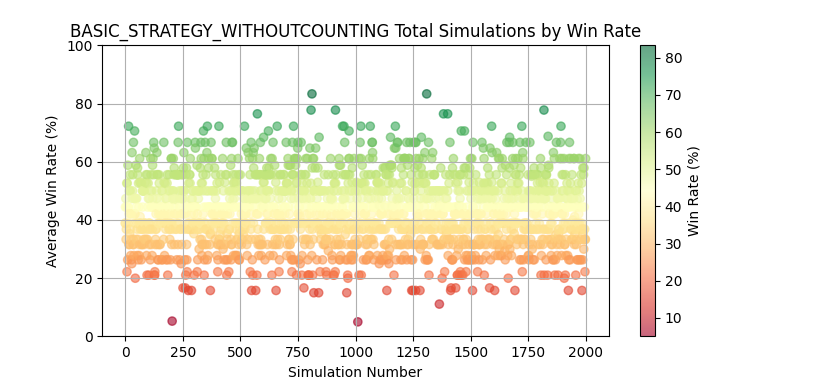 BASIC_STRATEGY_WITHOUTCOUNTING Total Simulations by Win Rate
100
80
60
40
20
0
Average Win Rate (%)
0 250 500 750 1000 1250 1500 1750 2000
Simulation Number
80
70
60
50
40
30
20
10
Win Rate (%)